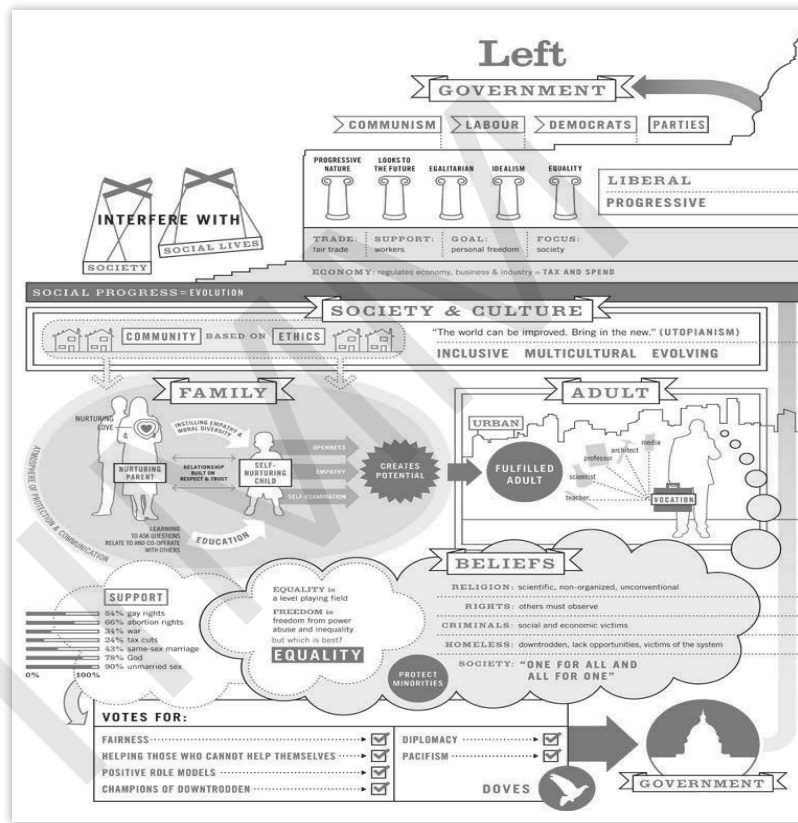 Left
GOVERNMENT
COMMUNISM LABOUR DEMOCRATS PARTIES
PROGRESSIVE NATURE
LOOKS TO THE FUTURE
EGALITARIAN
IDEALISM
EQUALITY
LIBERAL
PROGRESSIVE
INTERFERE WITH
SOCIETY
SOCIAL LIVES
TRADE: fair trade
SUPPORT: workers
GOAL: personal freedom
FOCUS: society
ECONOMY: regulates economy, business & industry = TAX AND SPEND
SOCIAL PROGRESS = EVOLUTION
SOCIETY & CULTURE
COMMUNITY BASED ON ETHICS
"The world can be improved. Bring in the new." (UTOPIANISM)
INCLUSIVE MULTICULTURAL EVOLVING
FAMILY
NURTURING LOVE
&
INSTILLING EMPATHY & MORAL DIVERSITY
NURTURING PARENT
RELATIONSHIP BUILT ON RESPECT & TRUST
SELF-NURTURING CHILD
OPENNESS
EMPATHY
SELF-EXAMINATION
CREATES POTENTIAL
ATMOSPHERE OF PROTECTION & COMMUNICATION
LEARNING
TO ASK QUESTIONS
RELATE TO AND CO-OPERATE
WITH OTHERS
EDUCATION
ADULT
URBAN
FULFILLED ADULT
media
architect
professor
scientist
teacher
VOCATION
BELIEFS
RELIGION: scientific, non-organized, unconventional
RIGHTS: others must observe
CRIMINALS: social and economic victims
HOMELESS: downtrodden, lack opportunities, victims of the system
SOCIETY: "ONE FOR ALL AND
ALL FOR ONE"
EQUALITY is
a level playing field
FREEDOM is
freedom from power
abuse and inequality
but which is best?
EQUALITY
PROTECT MINORITIES
SUPPORT
54% gay rights
66% abortion rights
34% war
24% tax cuts
43% same-sex marriage
78% God
90% unmarried sex
0% 100%
VOTES FOR:
FAIRNESS
HELPING THOSE WHO CANNOT HELP THEMSELVES
POSITIVE ROLE MODELS
CHAMPIONS OF DOWNTRODDEN
DIPLOMACY
PACIFISM
DOVES
GOVERNMENT